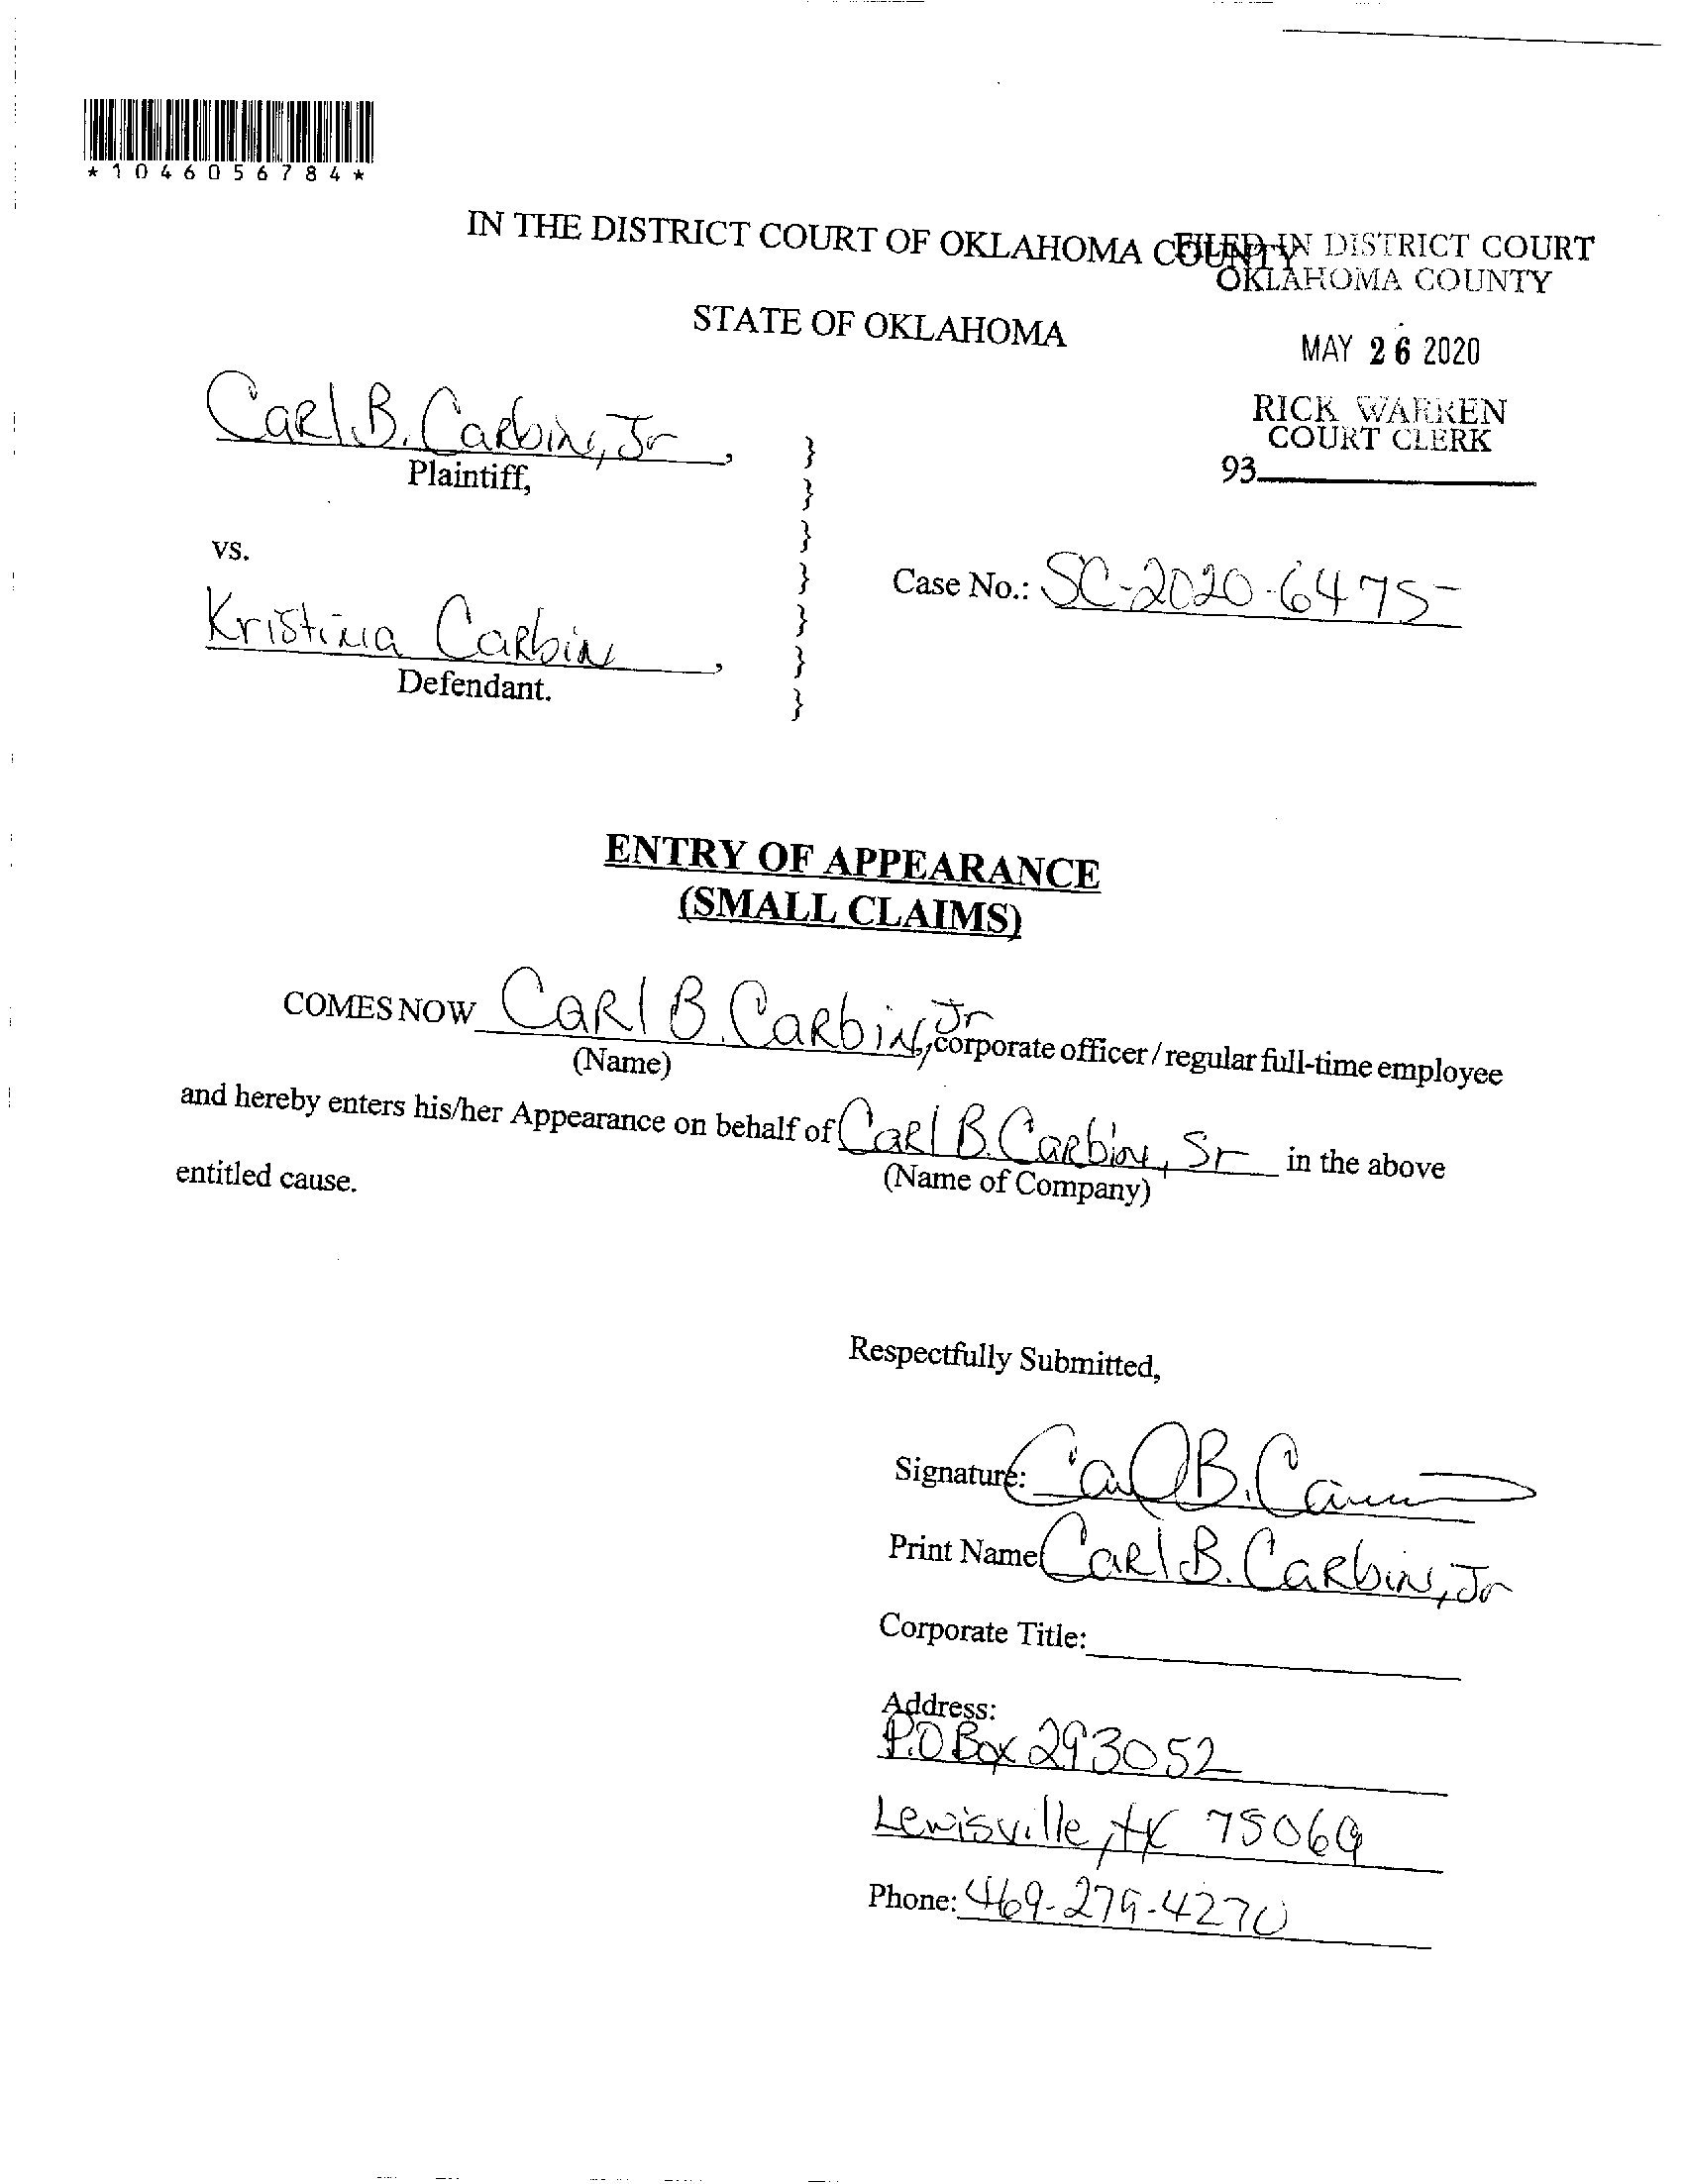 *1046056784*
IN THE DISTRICT COURT OF OKLAHOMA COUNTY
FILED IN DISTRICT COURT
OKLAHOMA COUNTY
STATE OF OKLAHOMA
MAY 26 2020
RICK WARREN
COURT CLERK
93
Carl B. Carbin, Jr,
Plaintiff,
vs.
Case No.: SC-2020-6475
Kristina Carbin,
Defendant.
}
}
}
}
}
}
}
ENTRY OF APPEARANCE
(SMALL CLAIMS)
COMES NOW Carl B. Carbin, Jr, corporate officer / regular full-time employee
(Name)
and hereby enters his/her Appearance on behalf of Carl B. Carbin, Sr in the above
(Name of Company)
entitled cause.
Respectfully Submitted,
Signature: Carl B. Carbin
Print Name Carl B. Carbin, Jr
Corporate Title:
Address:
P.O Box 293052
Lewisville, tx 75069
Phone: 469-279-4270